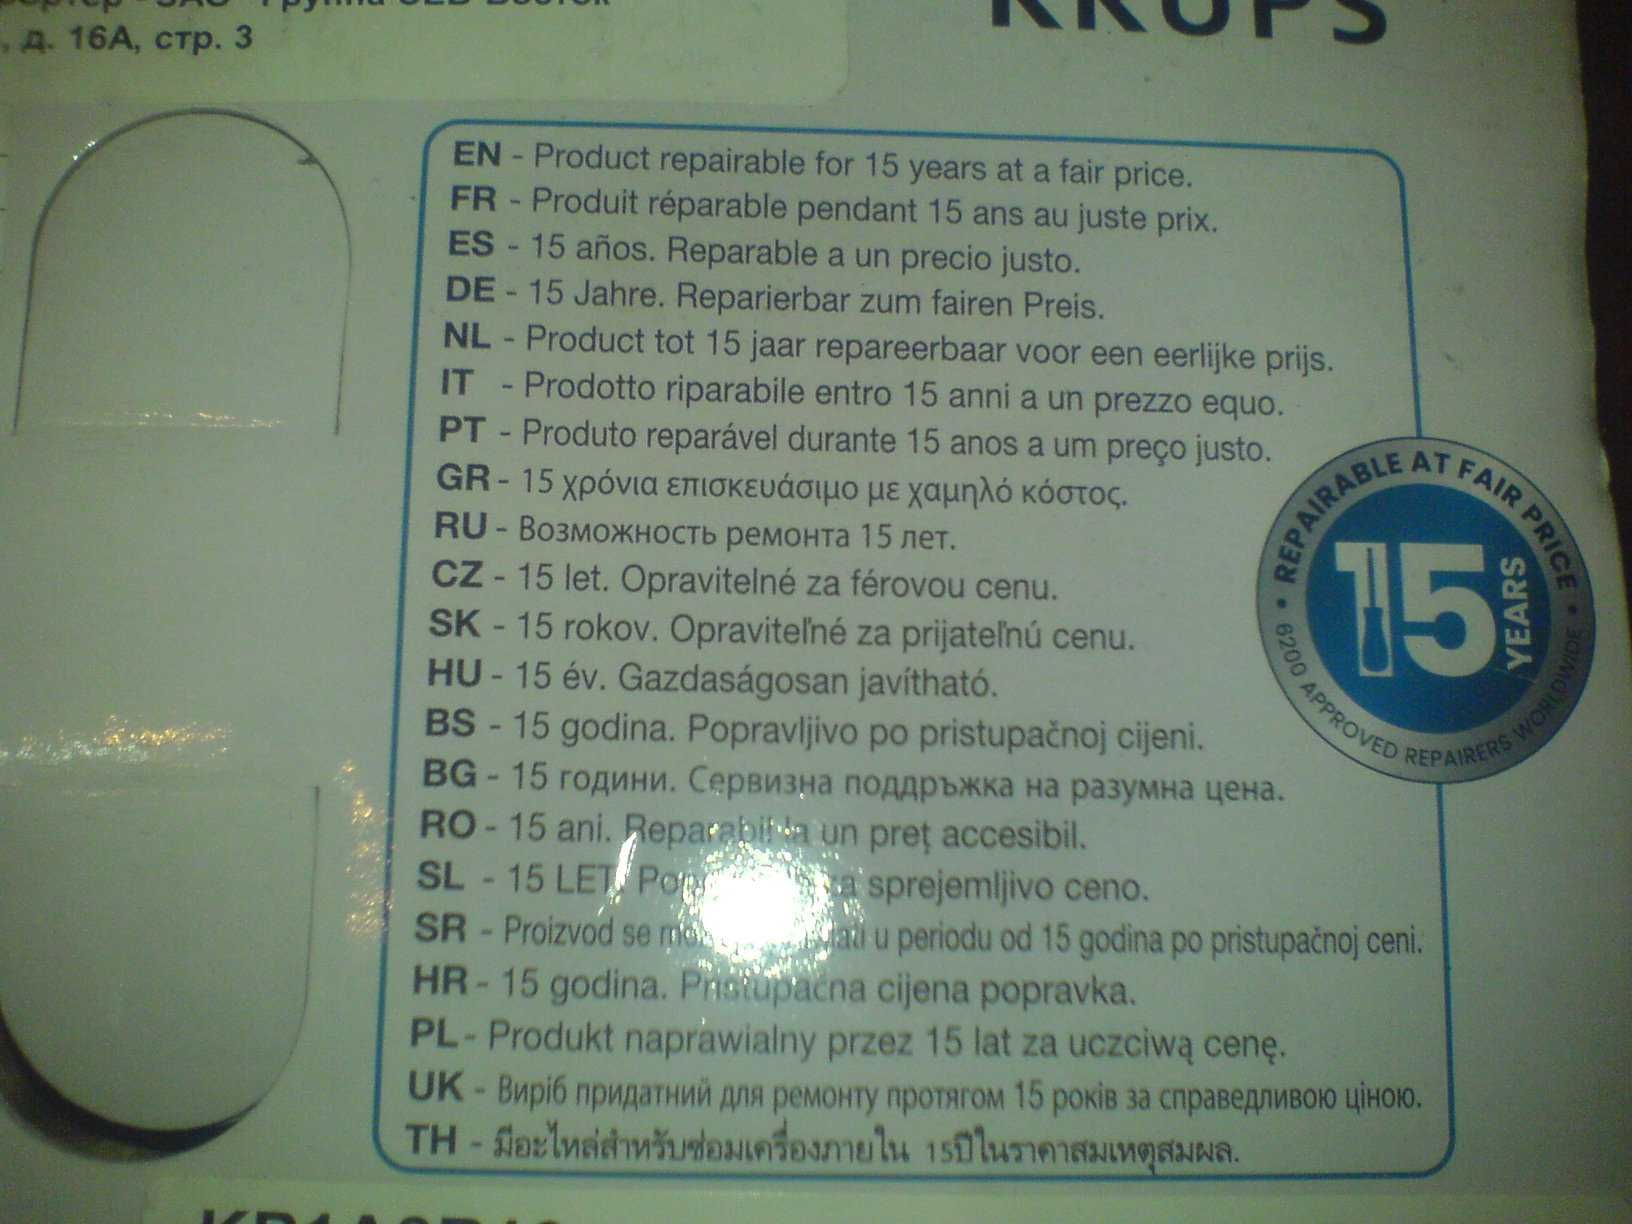 Группа SEB-Восток
, д. 16А, стр. 3
KRUPS
EN - Product repairable for 15 years at a fair price.
FR - Produit réparable pendant 15 ans au juste prix.
ES - 15 años. Reparable a un precio justo.
DE - 15 Jahre. Reparierbar zum fairen Preis.
NL - Product tot 15 jaar repareerbaar voor een eerlijke prijs.
IT - Prodotto riparabile entro 15 anni a un prezzo equo.
PT - Produto reparável durante 15 anos a um preço justo.
GR - 15 χρόνια επισκευάσιμο με χαμηλό κόστος.
RU - Возможность ремонта 15 лет.
CZ - 15 let. Opravitelné za férovou cenu.
SK - 15 rokov. Opraviteľné za prijateľnú cenu.
HU - 15 év. Gazdaságosan javítható.
BS - 15 godina. Popravljivo po pristupačnoj cijeni.
BG - 15 години. Сервизна поддръжка на разумна цена.
RO - 15 ani. Reparabil la un preț accesibil.
SL - 15 LET. sprejemljivo ceno.
SR - Proizvod se u periodu od 15 godina po pristupačnoj ceni.
HR - 15 godina. Pristupačna cijena popravka.
PL - Produkt naprawialny przez 15 lat za uczciwą cenę.
UK - Виріб придатний для ремонту протягом 15 років за справедливою ціною.
TH - มีอะไหล่สำหรับซ่อมเครื่องภายใน 15ปีในราคาสมเหตุสมผล.
REPAIRABLE AT FAIR PRICE
15 YEARS
6200 APPROVED REPAIRERS WORLDWIDE